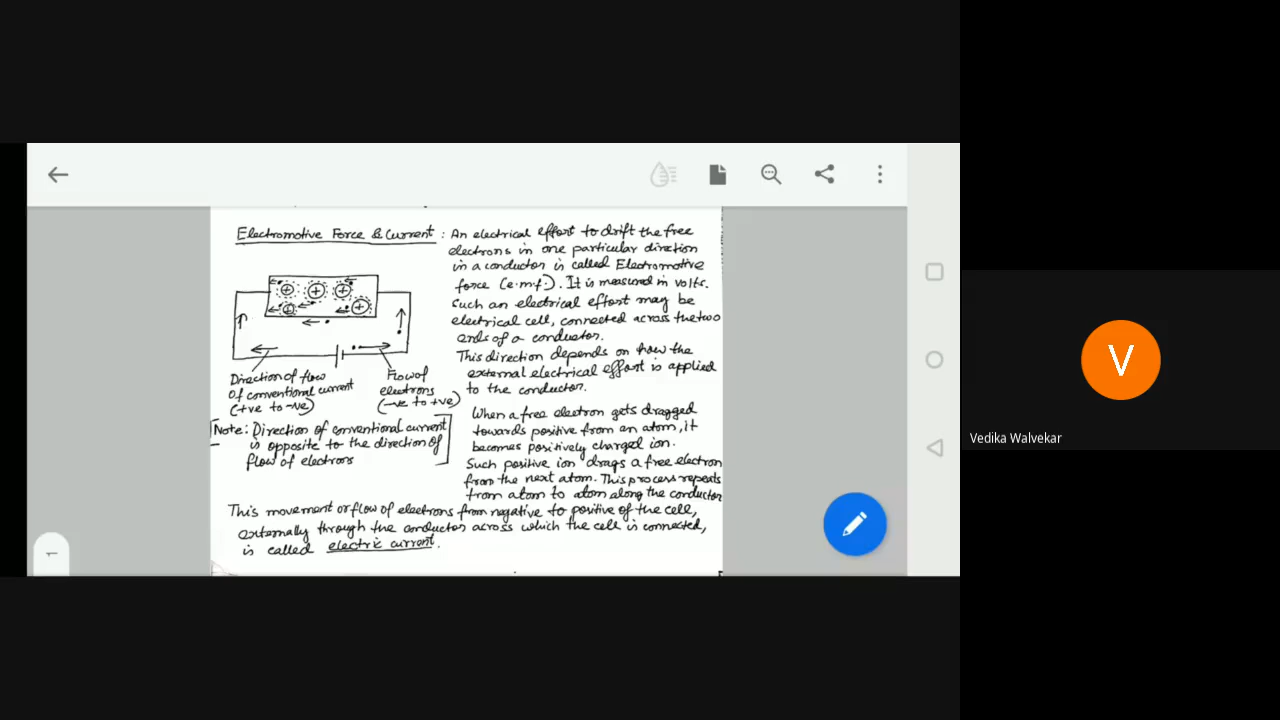 Electromotive Force & Current : An electrical effort to drift the free
electrons in one particular direction
in a conductor is called Electromotive
force (e.m.f.). It is measured in volts.
Such an electrical effort may be
electrical cell, connected across the two
ends of a conductor.
This direction depends on how the
external electrical effort is applied
to the conductor.
Direction of flow
of conventional current
(+ve to -ve)
Flow of
electrons
(-ve to +ve)
[Note: Direction of conventional current
is opposite to the direction of
flow of electrons]
When a free electron gets dragged
towards positive from an atom, it
becomes positively charged ion.
Such positive ion drags a free electron
from the next atom. This process repeats
from atom to atom along the conductor
This movement or flow of electrons from negative to positive of the cell,
externally through the conductor across which the cell is connected,
is called electric current.
1
V
Vedika Walvekar